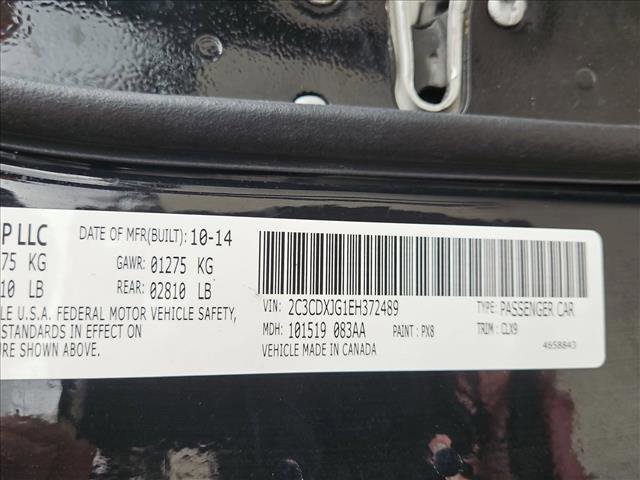 P LLC DATE OF MFR(BUILT): 10-14
75 KG GAWR: 01275 KG
10 LB REAR: 02810 LB
LE U.S.A. FEDERAL MOTOR VEHICLE SAFETY,
STANDARDS IN EFFECT ON
URE SHOWN ABOVE.
VIN: 2C3CDXJG1EH372489 TYPE: PASSENGER CAR
MDH: 101519 083AA PAINT: PX8 TRIM: CLX9
VEHICLE MADE IN CANADA 4658843